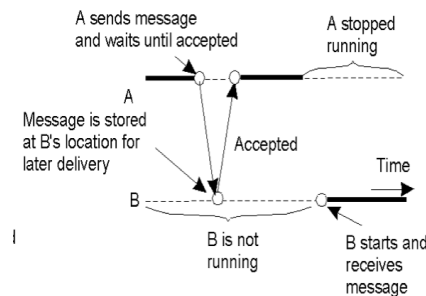 A sends message
and waits until accepted
A stopped
running
A
Message is stored
at B's location for
later delivery
Accepted
Time
B
B is not
running
B starts and
receives
message